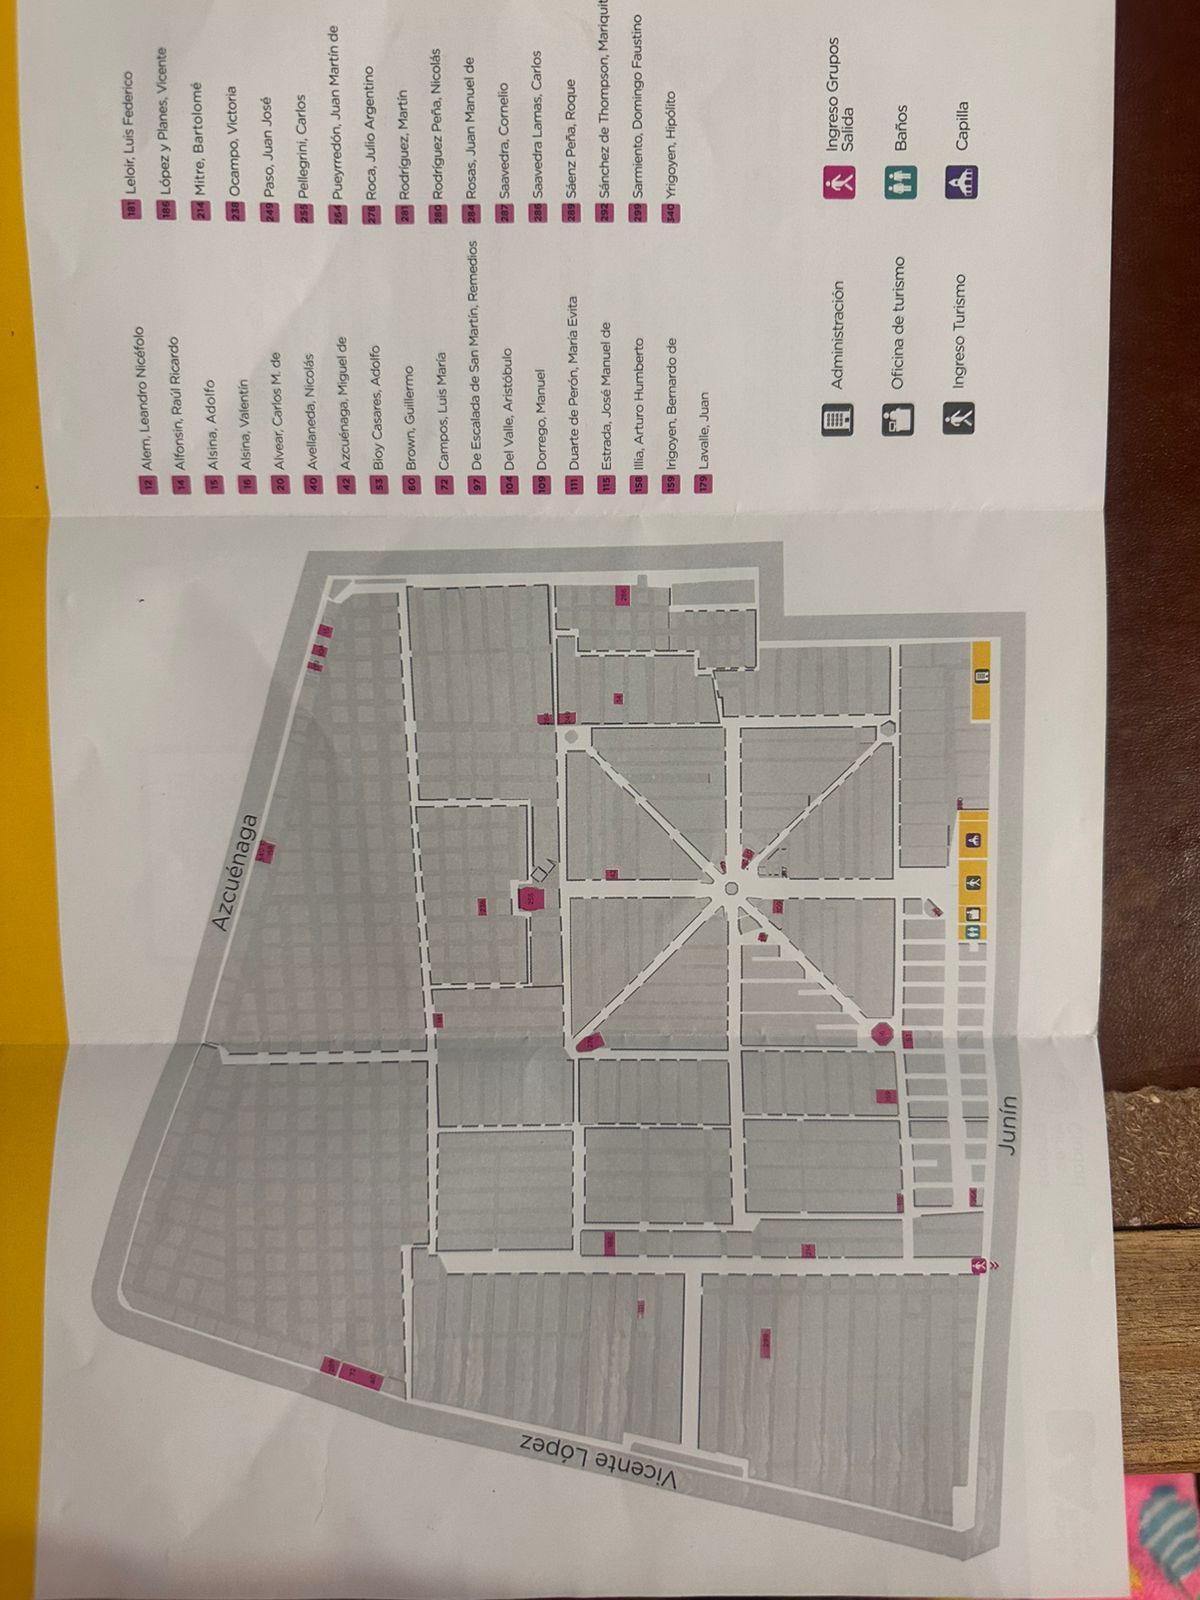 12 Alem, Leandro Nicéfolo
14 Alfonsín, Raúl Ricardo
15 Alsina, Adolfo
16 Alsina, Valentín
20 Alvear, Carlos M. de
40 Avellaneda, Nicolás
42 Azcuénaga, Miguel de
53 Bioy Casares, Adolfo
60 Brown, Guillermo
72 Campos, Luis María
97 De Escalada de San Martín, Remedios
104 Del Valle, Aristóbulo
109 Dorrego, Manuel
111 Duarte de Perón, María Evita
115 Estrada, José Manuel de
158 Illia, Arturo Humberto
159 Irigoyen, Bernardo de
179 Lavalle, Juan
181 Leloir, Luis Federico
186 López y Planes, Vicente
214 Mitre, Bartolomé
238 Ocampo, Victoria
249 Paso, Juan José
255 Pellegrini, Carlos
264 Pueyrredón, Juan Martín de
278 Roca, Julio Argentino
281 Rodríguez, Martín
280 Rodríguez Peña, Nicolás
284 Rosas, Juan Manuel de
287 Saavedra, Cornelio
286 Saavedra Lamas, Carlos
289 Sáenz Peña, Roque
292 Sánchez de Thompson, Mariquit
299 Sarmiento, Domingo Faustino
340 Yrigoyen, Hipólito
Administración
Oficina de turismo
Ingreso Turismo
Ingreso Grupos
Salida
Baños
Capilla
Azcuénaga
Vicente López
Junín